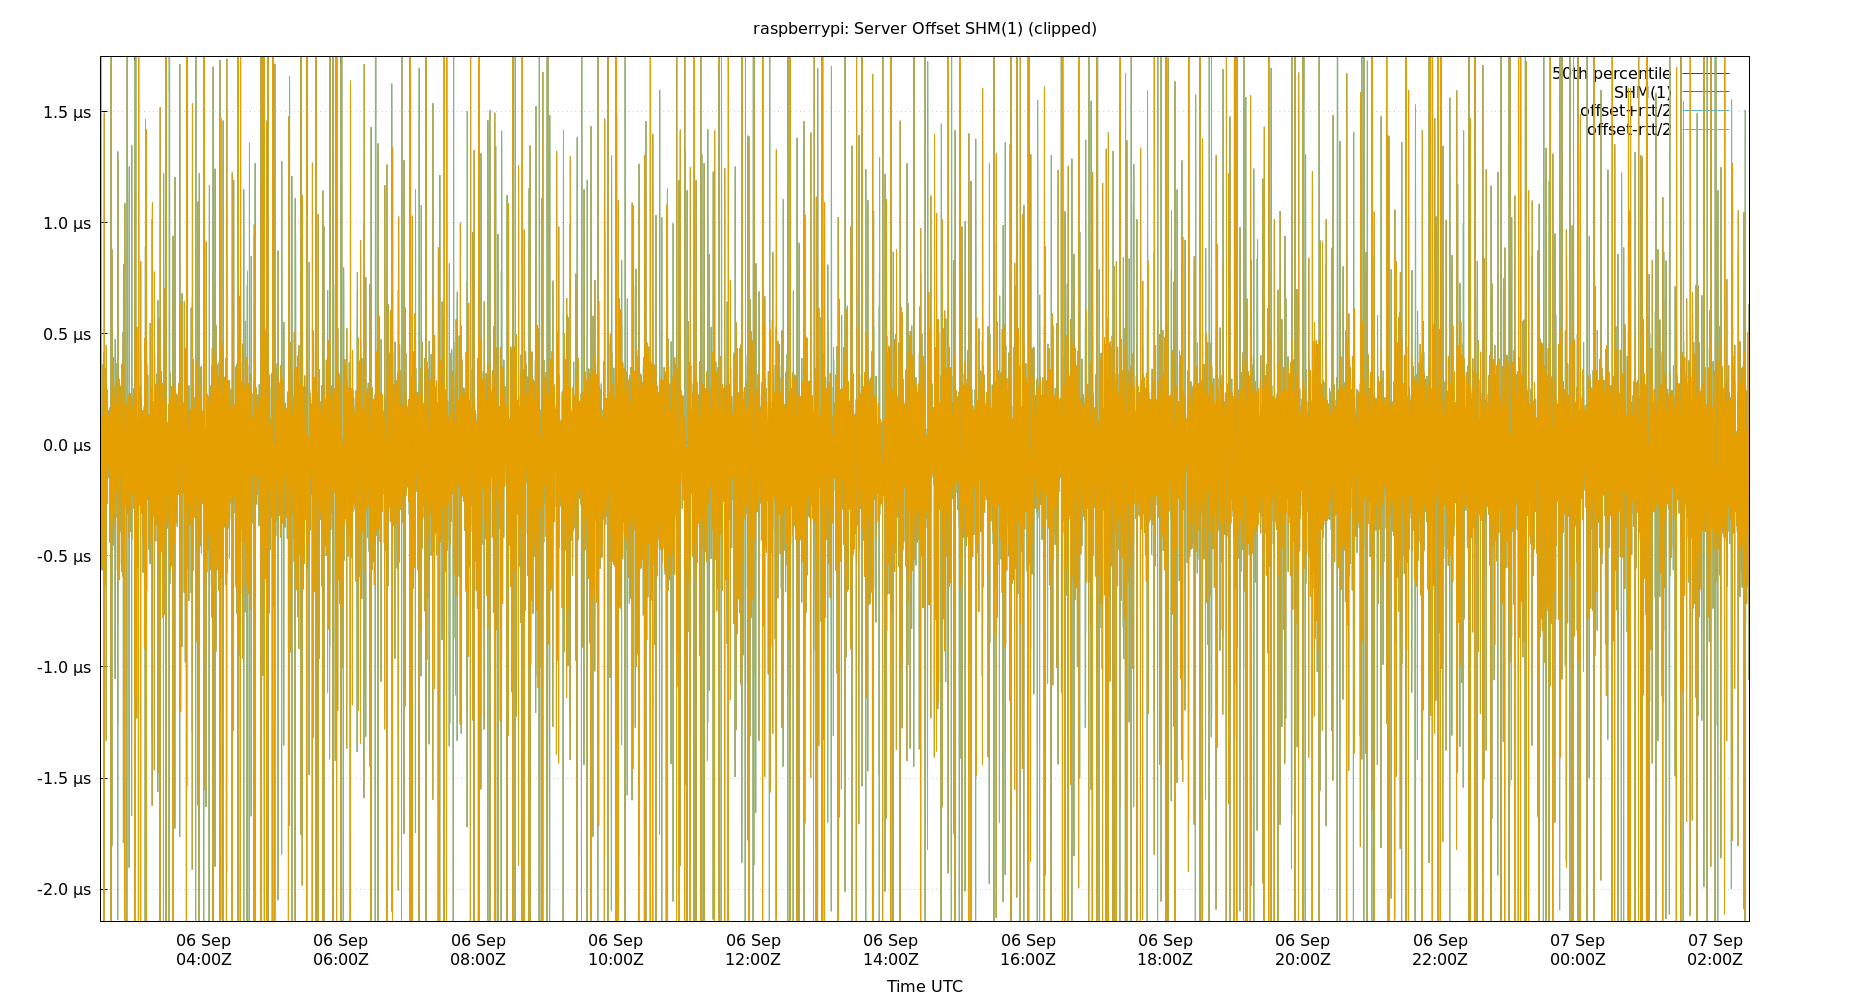 raspberrypi: Server Offset SHM(1) (clipped)
50th percentile
SHM(1)
offset+rtt/2
offset-rtt/2
1.5 µs
1.0 µs
0.5 µs
0.0 µs
-0.5 µs
-1.0 µs
-1.5 µs
-2.0 µs
06 Sep 06 Sep 06 Sep 06 Sep 06 Sep 06 Sep 06 Sep 06 Sep 06 Sep 06 Sep 07 Sep 07 Sep
04:00Z 06:00Z 08:00Z 10:00Z 12:00Z 14:00Z 16:00Z 18:00Z 20:00Z 22:00Z 00:00Z 02:00Z
Time UTC